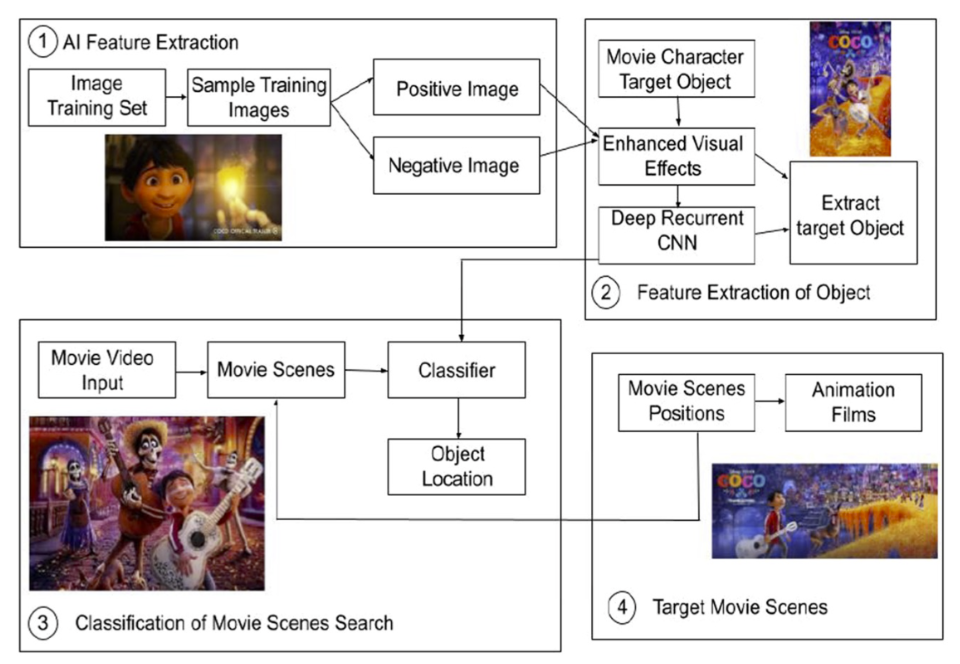 1 AI Feature Extraction
Image
Training Set
Sample Training
Images
Positive Image
Negative Image
COCO OFFICIAL TRAILER
Movie Character
Target Object
Enhanced Visual
Effects
Deep Recurrent
CNN
Extract
target Object
COCO
2 Feature Extraction of Object
Movie Video
Input
Movie Scenes
Classifier
Object
Location
3 Classification of Movie Scenes Search
Movie Scenes
Positions
Animation
Films
COCO
4 Target Movie Scenes